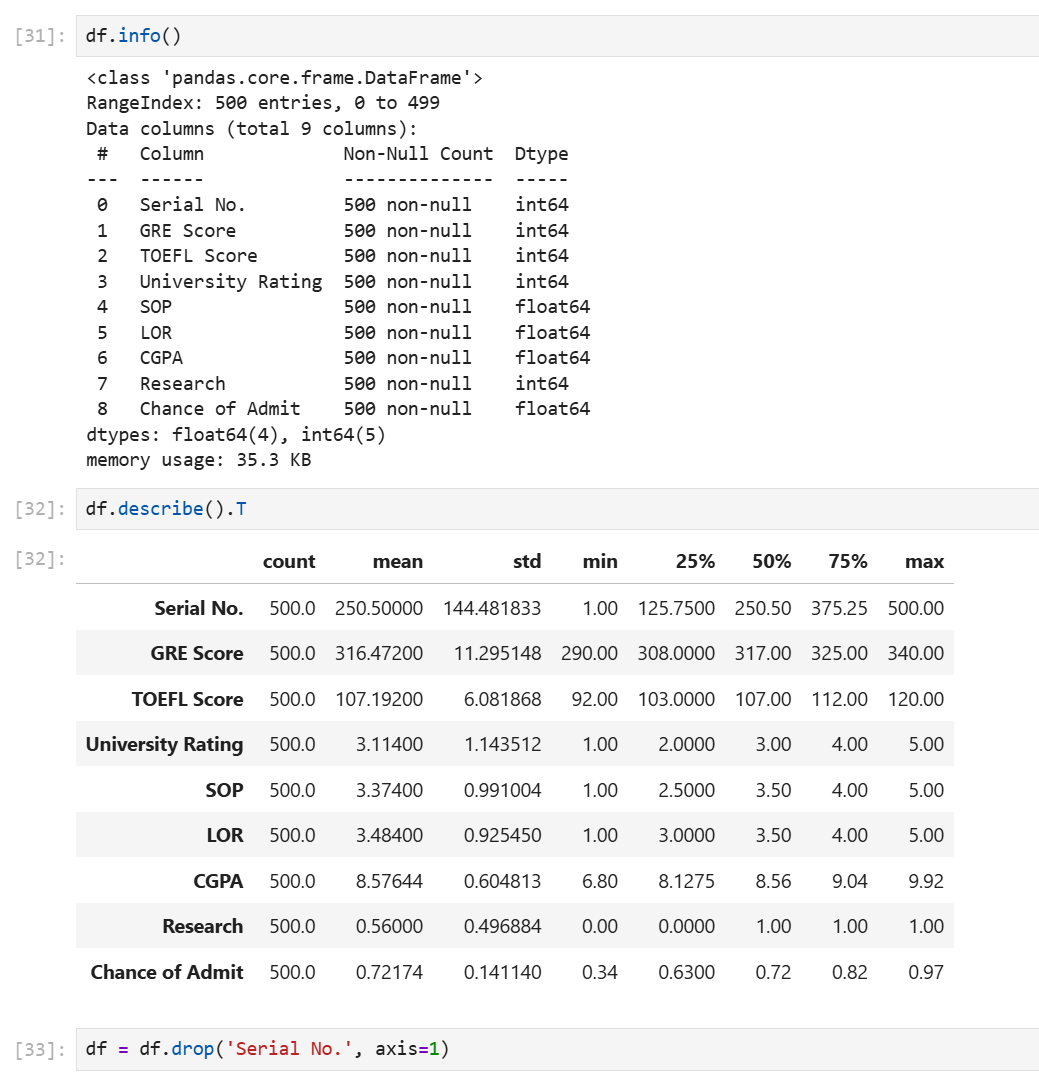 [31]: df.info()
<class 'pandas.core.frame.DataFrame'>
RangeIndex: 500 entries, 0 to 499
Data columns (total 9 columns):
 #   Column             Non-Null Count  Dtype
---  ------             --------------  -----
 0   Serial No.         500 non-null    int64
 1   GRE Score          500 non-null    int64
 2   TOEFL Score        500 non-null    int64
 3   University Rating  500 non-null    int64
 4   SOP                500 non-null    float64
 5   LOR                500 non-null    float64
 6   CGPA               500 non-null    float64
 7   Research           500 non-null    int64
 8   Chance of Admit    500 non-null    float64
dtypes: float64(4), int64(5)
memory usage: 35.3 KB
[32]: df.describe().T
[32]: count mean std min 25% 50% 75% max
Serial No. 500.0 250.50000 144.481833 1.00 125.7500 250.50 375.25 500.00
GRE Score 500.0 316.47200 11.295148 290.00 308.0000 317.00 325.00 340.00
TOEFL Score 500.0 107.19200 6.081868 92.00 103.0000 107.00 112.00 120.00
University Rating 500.0 3.11400 1.143512 1.00 2.0000 3.00 4.00 5.00
SOP 500.0 3.37400 0.991004 1.00 2.5000 3.50 4.00 5.00
LOR 500.0 3.48400 0.925450 1.00 3.0000 3.50 4.00 5.00
CGPA 500.0 8.57644 0.604813 6.80 8.1275 8.56 9.04 9.92
Research 500.0 0.56000 0.496884 0.00 0.0000 1.00 1.00 1.00
Chance of Admit 500.0 0.72174 0.141140 0.34 0.6300 0.72 0.82 0.97
[33]: df = df.drop('Serial No.', axis=1)